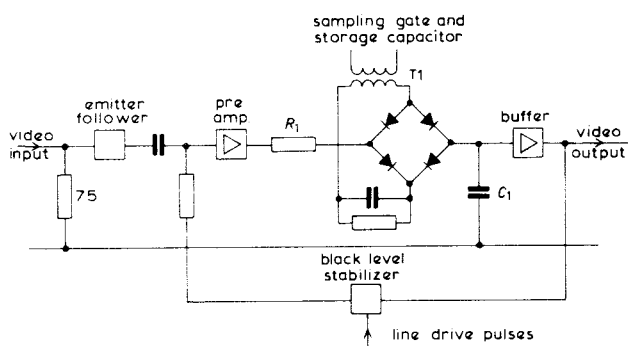 sampling gate and
storage capacitor
T1
emitter
follower
pre
amp.
R1
buffer
video
input
video
output
75
C1
black level
stabilizer
line drive pulses